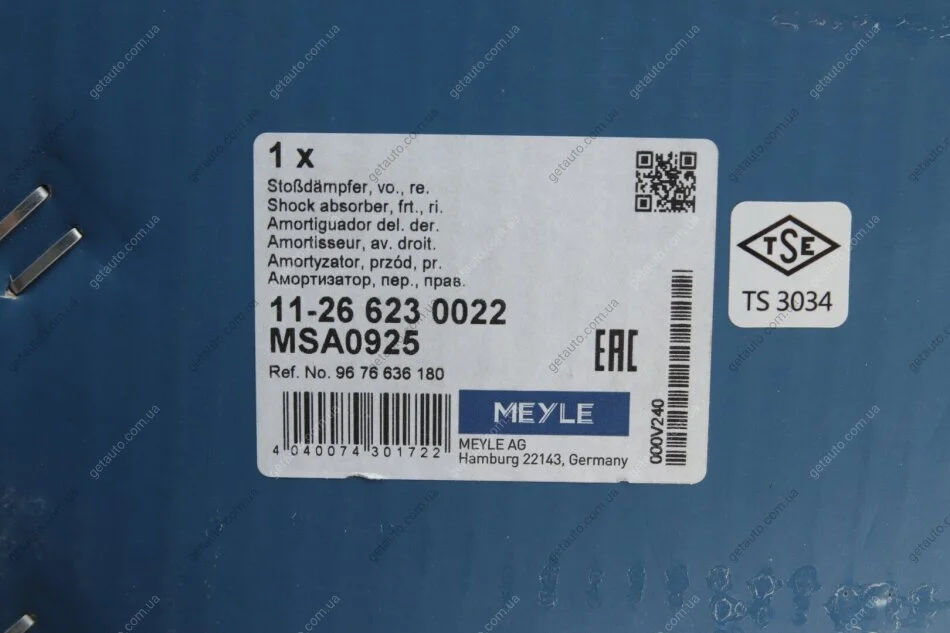 1 x
Stoßdämpfer, vo., re.
Shock absorber, frt., ri.
Amortiguador del. der.
Amortisseur, av. droit.
Amortyzator, przód, pr.
Амортизатор, пер., прав.
11-26 623 0022
MSA0925
Ref. No. 96 76 636 180
EAC
MEYLE
4 040074 301722
MEYLE AG
Hamburg 22143, Germany
000V240
TSE
TS 3034
getauto.com.ua